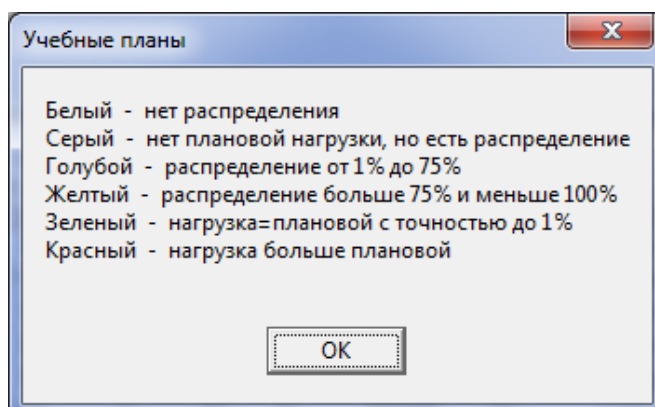 Учебные планы
Белый - нет распределения
Серый - нет плановой нагрузки, но есть распределение
Голубой - распределение от 1% до 75%
Желтый - распределение больше 75% и меньше 100%
Зеленый - нагрузка=плановой с точностью до 1%
Красный - нагрузка больше плановой
OK